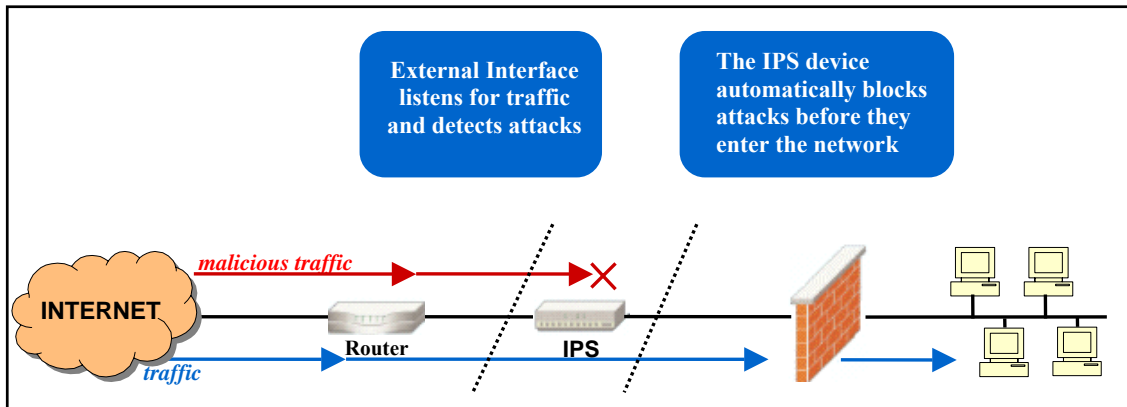 External Interface
listens for traffic
and detects attacks
The IPS device
automatically blocks
attacks before they
enter the network
malicious traffic
INTERNET
Router
IPS
traffic